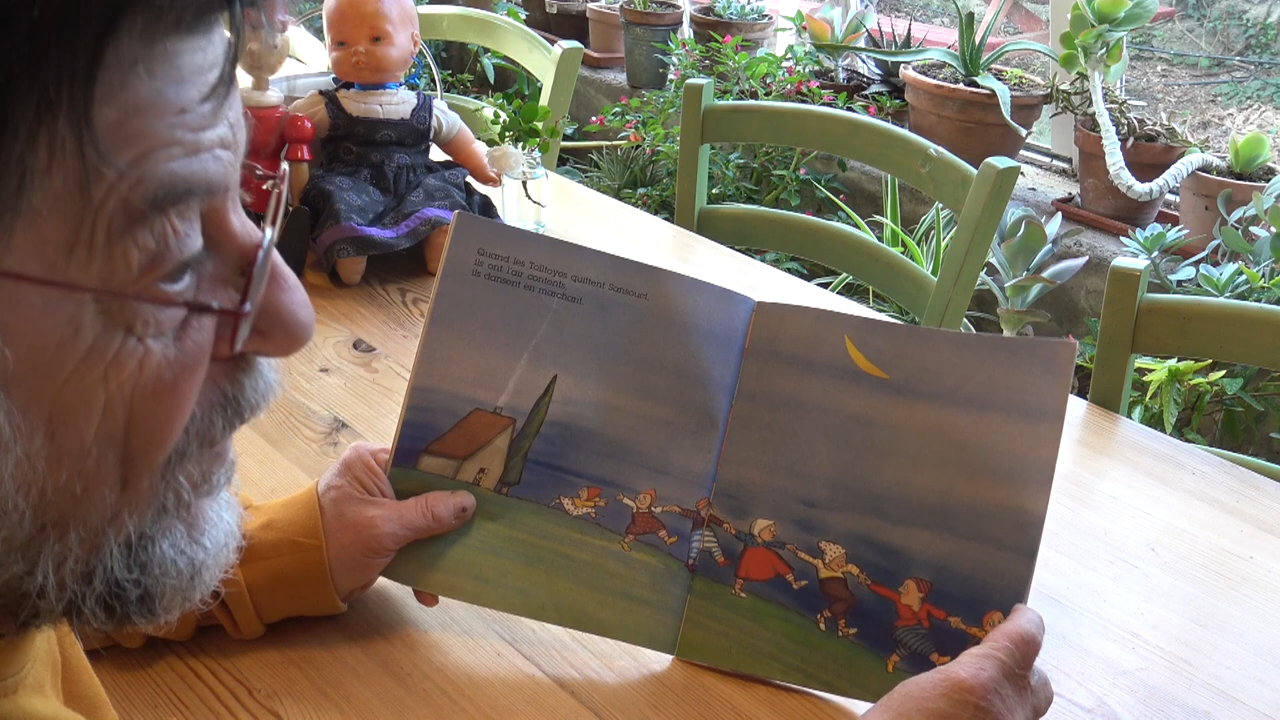 Quand les Tolltoyes quittent Sansouci,
ils ont l'air contents,
ils dansent en marchant.